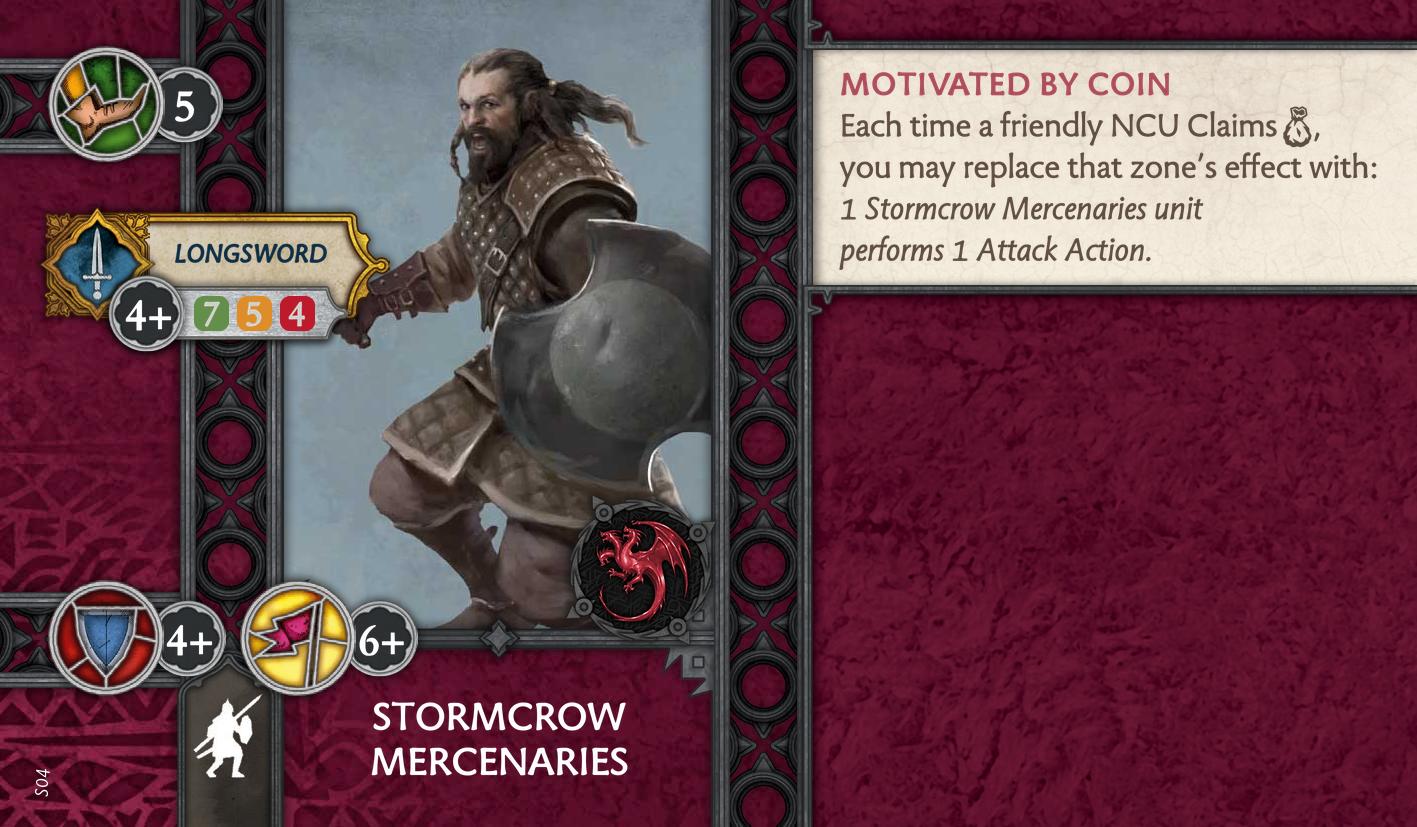 5
LONGSWORD
4+ 7 5 4
4+ 6+
STORMCROW
MERCENARIES
S04
MOTIVATED BY COIN
Each time a friendly NCU Claims ,
you may replace that zone's effect with:
1 Stormcrow Mercenaries unit
performs 1 Attack Action.